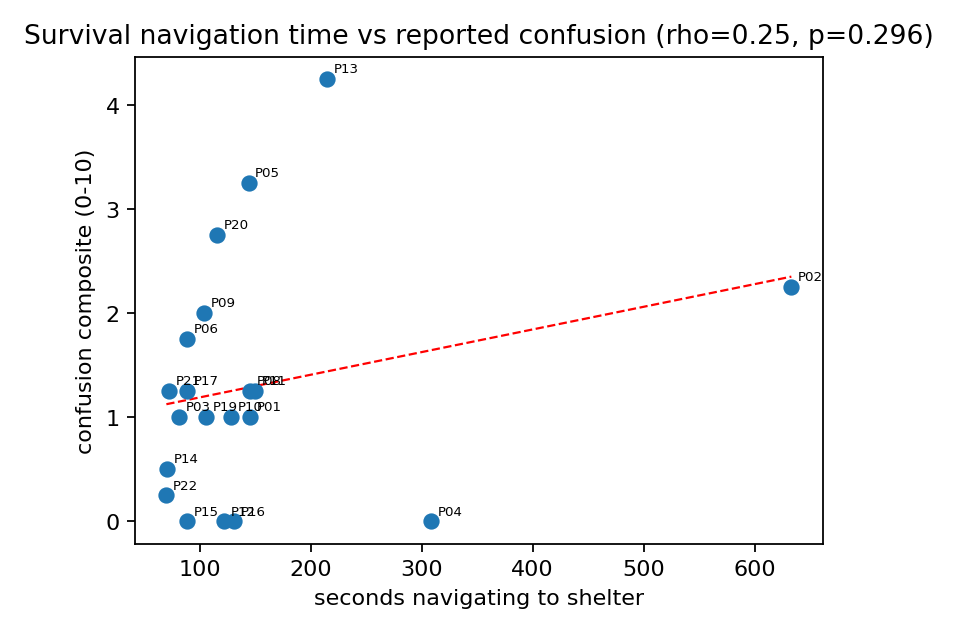 Survival navigation time vs reported confusion (rho=0.25, p=0.296)
confusion composite (0-10)
4
3
2
1
0
P13
P05
P20
P02
P09
P06
P21
P17
P03
P19
P10
P01
P14
P22
P15
P16
P04
100
200
300
400
500
600
seconds navigating to shelter